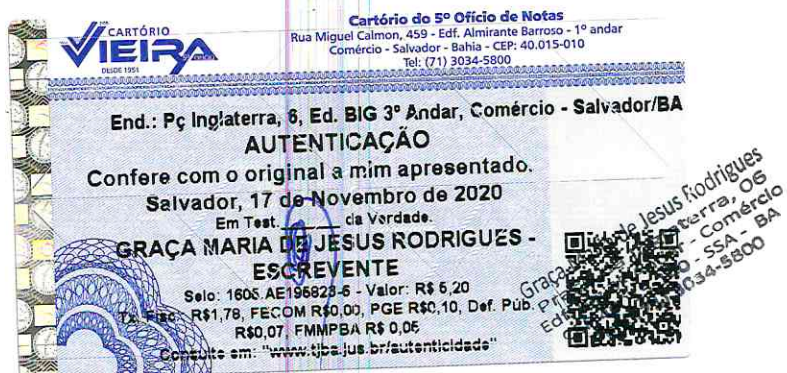 CARTÓRIO
VIEIRA
DESDE 1951
Cartório do 5º Ofício de Notas
Rua Miguel Calmon, 459 - Edf. Almirante Barroso - 1º andar
Comércio - Salvador - Bahia - CEP: 40.015-010
Tel: (71) 3034-5800
End.: Pç Inglaterra, 6, Ed. BIG 3º Andar, Comércio - Salvador/BA
AUTENTICAÇÃO
Confere com o original a mim apresentado.
Salvador, 17 de Novembro de 2020
Em Test. ______ da Verdade.
GRAÇA MARIA DE JESUS RODRIGUES -
ESCREVENTE
Selo: 1605.AE196823-6 - Valor: R$ 5,20
Tx. Fisc. R$1,78, FECOM R$0,00, PGE R$0,10, Def. Púb.
R$0,07, FMMPBA R$ 0,05
Consulte em: "www.tjba.jus.br/autenticidade"
Graça de Jesus Rodrigues
06
- Comércio
- SSA - BA
3034-5800